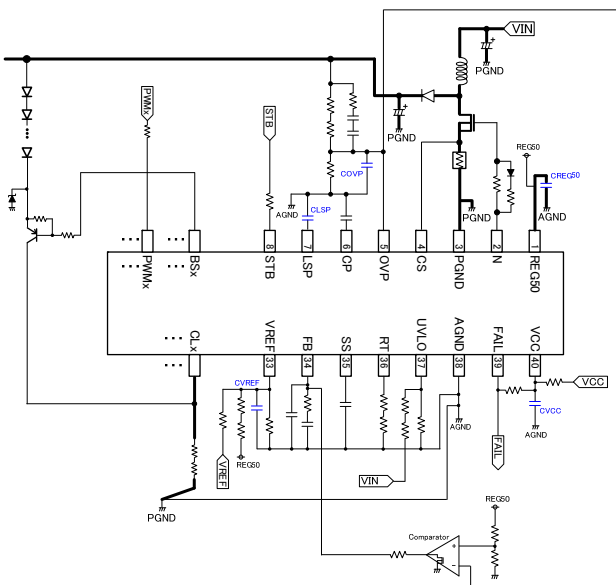 VIN
PGND
PWMx
STB
PGND
REG50
COVP
CREG50
CLSP
AGND
PGND
AGND
8
7
6
5
4
3
2
1
PWMx
BSx
STB
LSP
CP
OVP
CS
PGND
N
REG50
CLx
VREF
FB
SS
RT
UVLO
AGND
FAIL
VCC
33
34
35
36
37
38
39
40
CVREF
VCC
CVCC
AGND
AGND
VREF
REG50
VIN
FAIL
PGND
REG50
Comparator
+
-